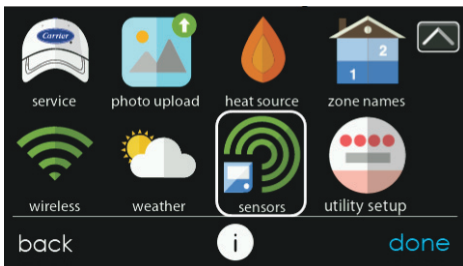 Carrier
2
1
service photo upload heat source zone names
wireless weather sensors utility setup
back i done